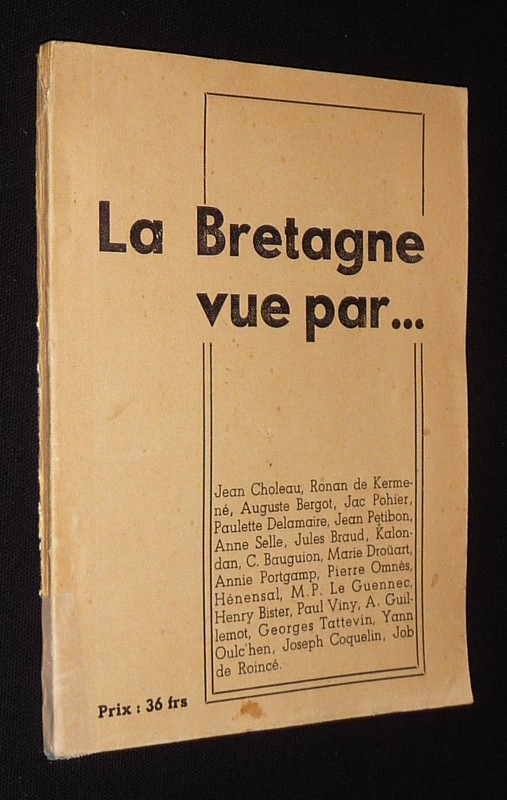 La Bretagne
vue par...
Jean Choleau, Ronan de Kerme-
né, Auguste Bergot, Jac Pohier,
Paulette Delamaire, Jean Petibon,
Anne Selle, Jules Braud, Kalon-
dan, C. Bauguion, Marie Droüart,
Annie Portgamp, Pierre Omnès,
Hénensal, M.P. Le Guennec,
Henry Bister, Paul Viny, A. Guil-
lemot, Georges Tattevin, Yann
Oulc'hen, Joseph Coquelin, Job
de Roincé.
Prix : 36 frs